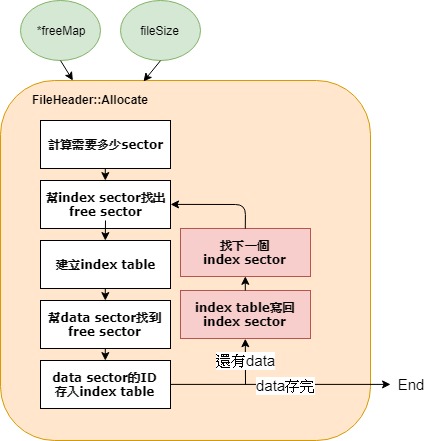 *freeMap
fileSize
FileHeader::Allocate
計算需要多少sector
幫index sector找出
free sector
建立index table
幫data sector找到
free sector
data sector的ID
存入index table
找下一個
index sector
index table寫回
index sector
還有data
data存完
End